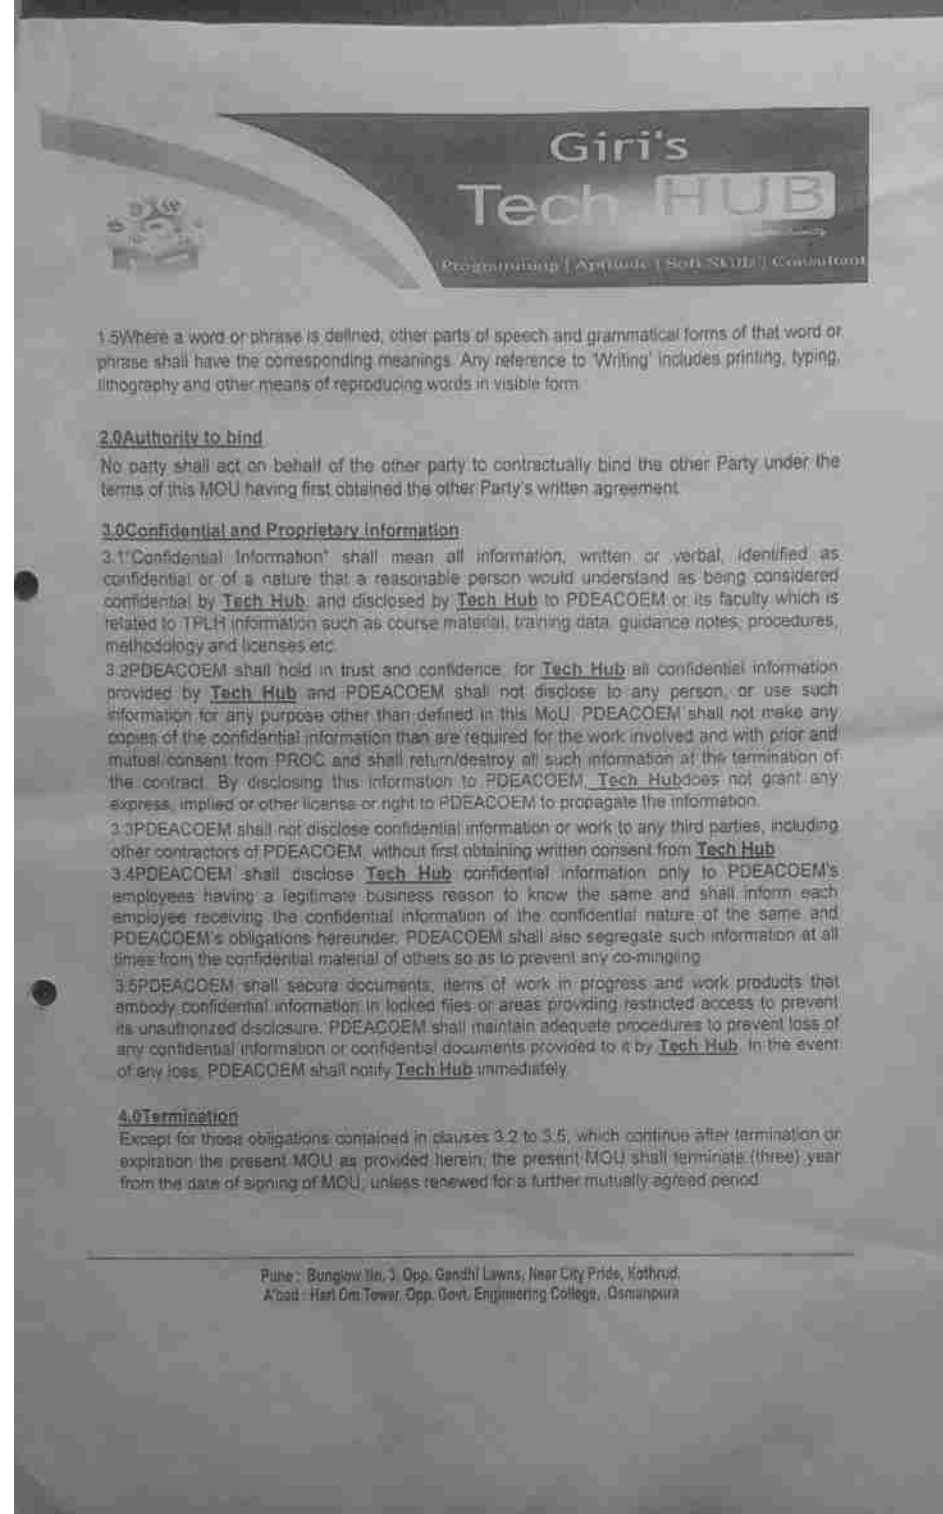 Giri's
Tech HUB
Programming | Aptitude | Soft Skills | Consultant
1.5Where a word or phrase is defined, other parts of speech and grammatical forms of that word or
phrase shall have the corresponding meanings. Any reference to 'Writing' includes printing, typing,
lithography and other means of reproducing words in visible form.
2.0Authority to bind
No party shall act on behalf of the other party to contractually bind the other Party under the
terms of this MOU having first obtained the other Party's written agreement.
3.0Confidential and Proprietary information
3.1"Confidential Information" shall mean all information, written or verbal, identified as
confidential or of a nature that a reasonable person would understand as being considered
confidential by Tech Hub, and disclosed by Tech Hub to PDEACOEM or its faculty which is
related to TPLH information such as course material, training data, guidance notes, procedures,
methodology and licenses etc.
3.2PDEACOEM shall hold in trust and confidence, for Tech Hub all confidential information
provided by Tech Hub and PDEACOEM shall not disclose to any person, or use such
information for any purpose other than defined in this MoU. PDEACOEM shall not make any
copies of the confidential information than are required for the work involved and with prior and
mutual consent from PROC and shall return/destroy all such information at the termination of
the contract. By disclosing this information to PDEACOEM, Tech Hubdoes not grant any
express, implied or other license or right to PDEACOEM to propagate the information.
3.3PDEACOEM shall not disclose confidential information or work to any third parties, including
other contractors of PDEACOEM, without first obtaining written consent from Tech Hub
3.4PDEACOEM shall disclose Tech Hub confidential information only to PDEACOEM's
employees having a legitimate business reason to know the same and shall inform each
employee receiving the confidential information of the confidential nature of the same and
PDEACOEM's obligations hereunder. PDEACOEM shall also segregate such information at all
times from the confidential material of others so as to prevent any co-mingling
3.5PDEACOEM shall secure documents, items of work in progress and work products that
embody confidential information in locked files or areas providing restricted access to prevent
its unauthorized disclosure. PDEACOEM shall maintain adequate procedures to prevent loss of
any confidential information or confidential documents provided to it by Tech Hub. In the event
of any loss, PDEACOEM shall notify Tech Hub immediately.
4.0Termination
Except for those obligations contained in clauses 3.2 to 3.5, which continue after termination or
expiration the present MOU as provided herein, the present MOU shall terminate (three) year
from the date of signing of MOU, unless renewed for a further mutually agreed period.
Pune : Bunglow No. 3, Opp. Gandhi Lawns, Near City Pride, Kothrud.
A'bad : Hari Om Tower, Opp. Govt. Engineering College, Osmanpura